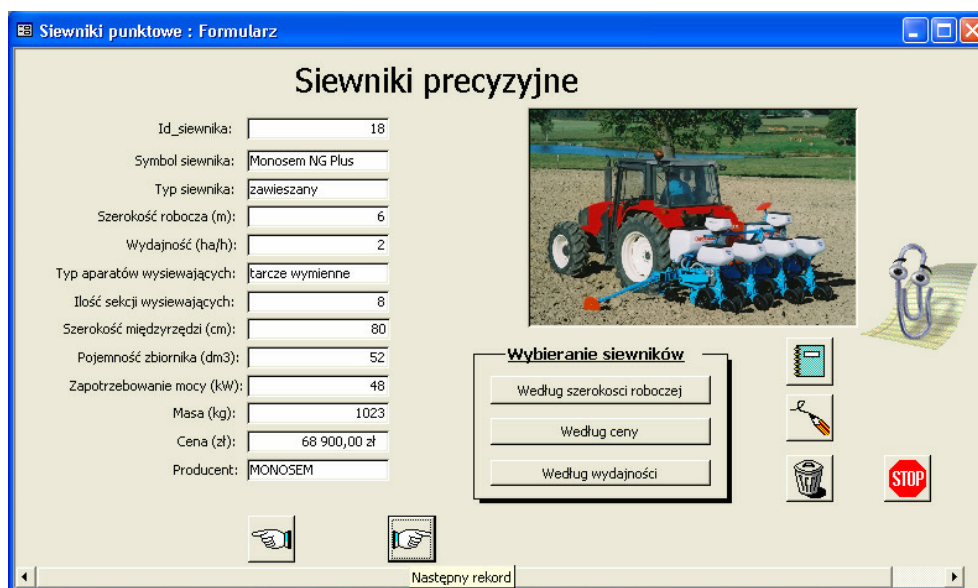 Siewniki punktowe : Formularz
Siewniki precyzyjne
Id_siewnika: 18
Symbol siewnika: Monosem NG Plus
Typ siewnika: zawieszany
Szerokość robocza (m): 6
Wydajność (ha/h): 2
Typ aparatów wysiewających: tarcze wymienne
Ilość sekcji wysiewających: 8
Szerokość międzyrzędzi (cm): 80
Pojemność zbiornika (dm3): 52
Zapotrzebowanie mocy (kW): 48
Masa (kg): 1023
Cena (zł): 68 900,00 zł
Producent: MONOSEM
Wybieranie siewników
Według szerokosci roboczej
Według ceny
Według wydajności
STOP
Następny rekord